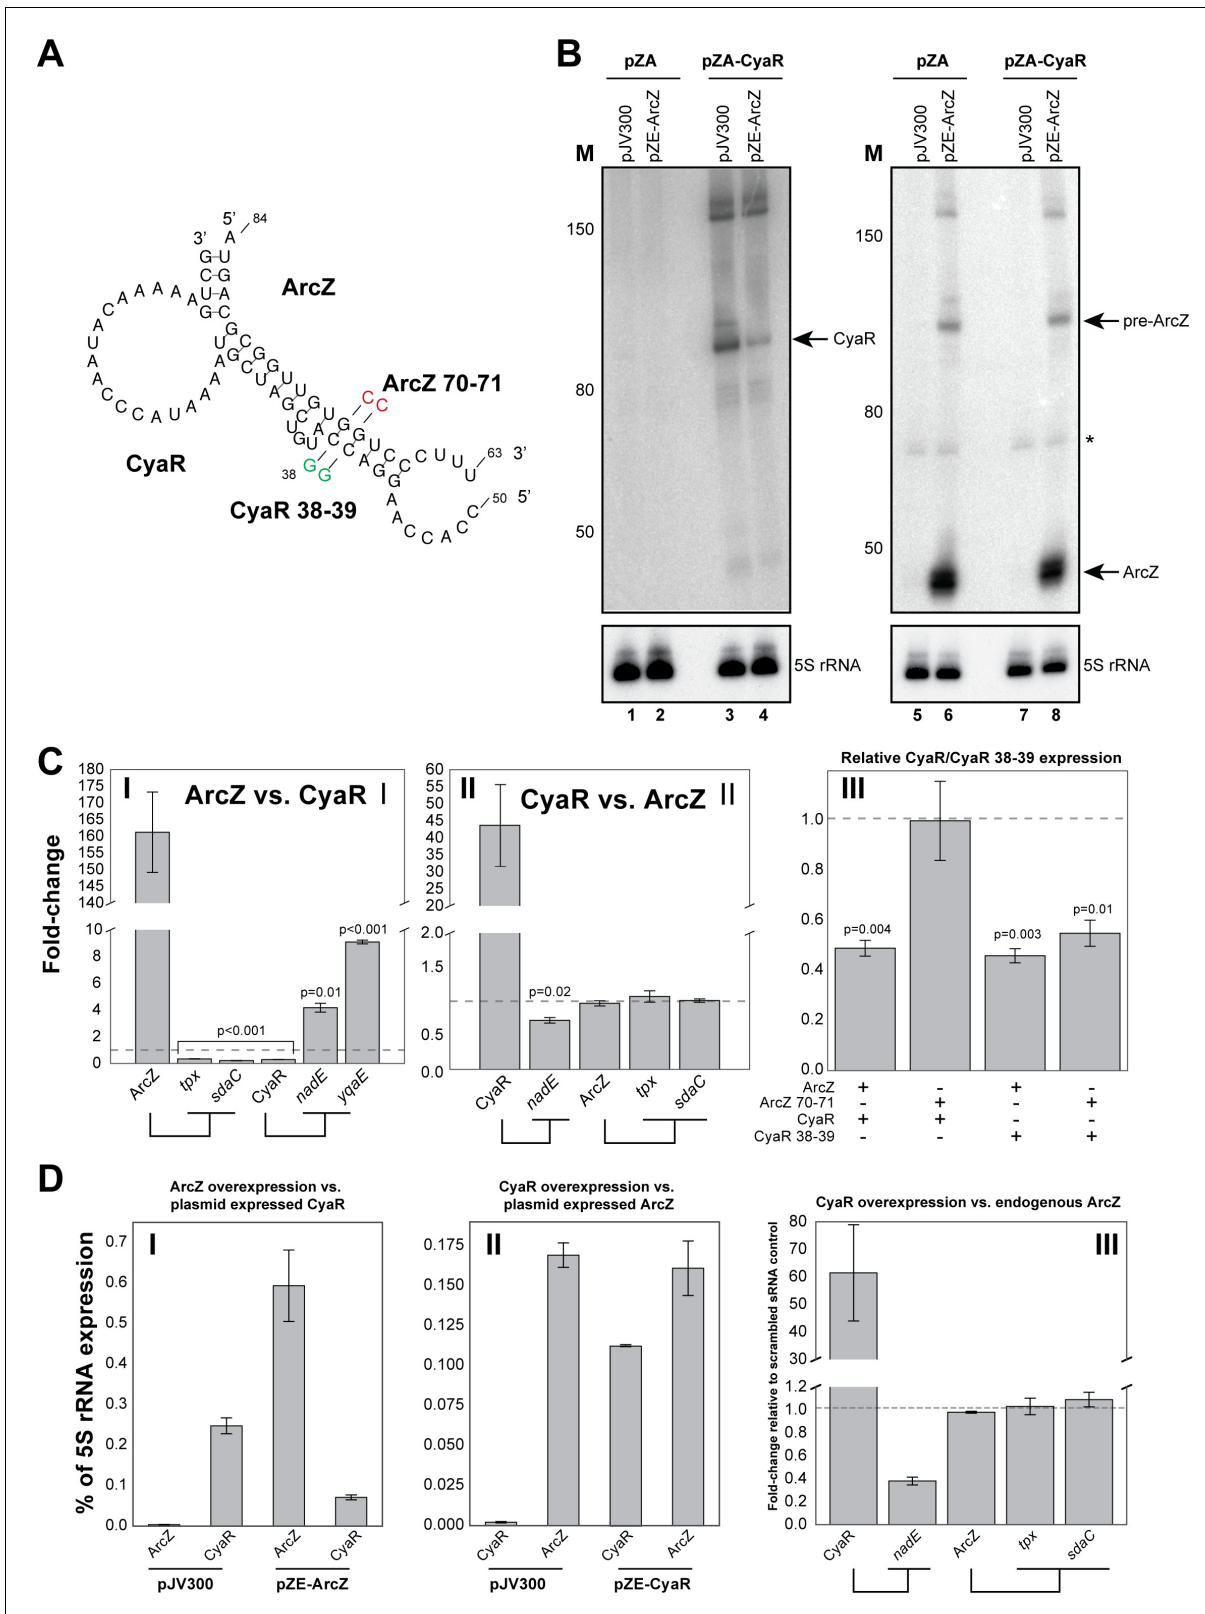 A
5’
84
3’
ArcZ
ArcZ 70-71
CyaR
38
CyaR 38-39
63 3’
50 5’
B
pZA
pZA-CyaR
pJV300
pZE-ArcZ
pJV300
pZE-ArcZ
M
150
80
50
CyaR
5S rRNA
1 2 3 4
pZA
pZA-CyaR
pJV300
pZE-ArcZ
pJV300
pZE-ArcZ
M
150
80
50
pre-ArcZ
*
ArcZ
5S rRNA
5 6 7 8
C
Fold-change
I
ArcZ vs. CyaR I
180
175
170
165
160
155
150
145
140
10
8
6
4
2
0
p<0.001
p=0.01
p<0.001
ArcZ
tpx
sdaC
CyaR
nadE
yqaE
II
CyaR vs. ArcZ II
60
55
50
45
40
35
30
25
20
2.0
1.5
0.5
0.0
p=0.02
CyaR
nadE
ArcZ
tpx
sdaC
Relative CyaR/CyaR 38-39 expression
III
1.0
0.8
0.6
0.4
0.2
0.0
p=0.004
p=0.003
p=0.01
ArcZ + - + -
ArcZ 70-71 - + - +
CyaR + + - -
CyaR 38-39 - - + +
D
ArcZ overexpression vs.
plasmid expressed CyaR
I
% of 5S rRNA expression
0.7
0.6
0.5
0.4
0.3
0.2
0.1
0.0
ArcZ
CyaR
ArcZ
CyaR
pJV300
pZE-ArcZ
CyaR overexpression vs.
plasmid expressed ArcZ
II
0.175
0.150
0.125
0.100
0.075
0.050
0.025
0.000
CyaR
ArcZ
CyaR
ArcZ
pJV300
pZE-CyaR
CyaR overexpression vs. endogenous ArcZ
III
Fold-change relative to scrambled sRNA control
80
70
60
50
40
30
1.2
1.0
0.8
0.6
0.4
0.2
0.0
CyaR
nadE
ArcZ
tpx
sdaC